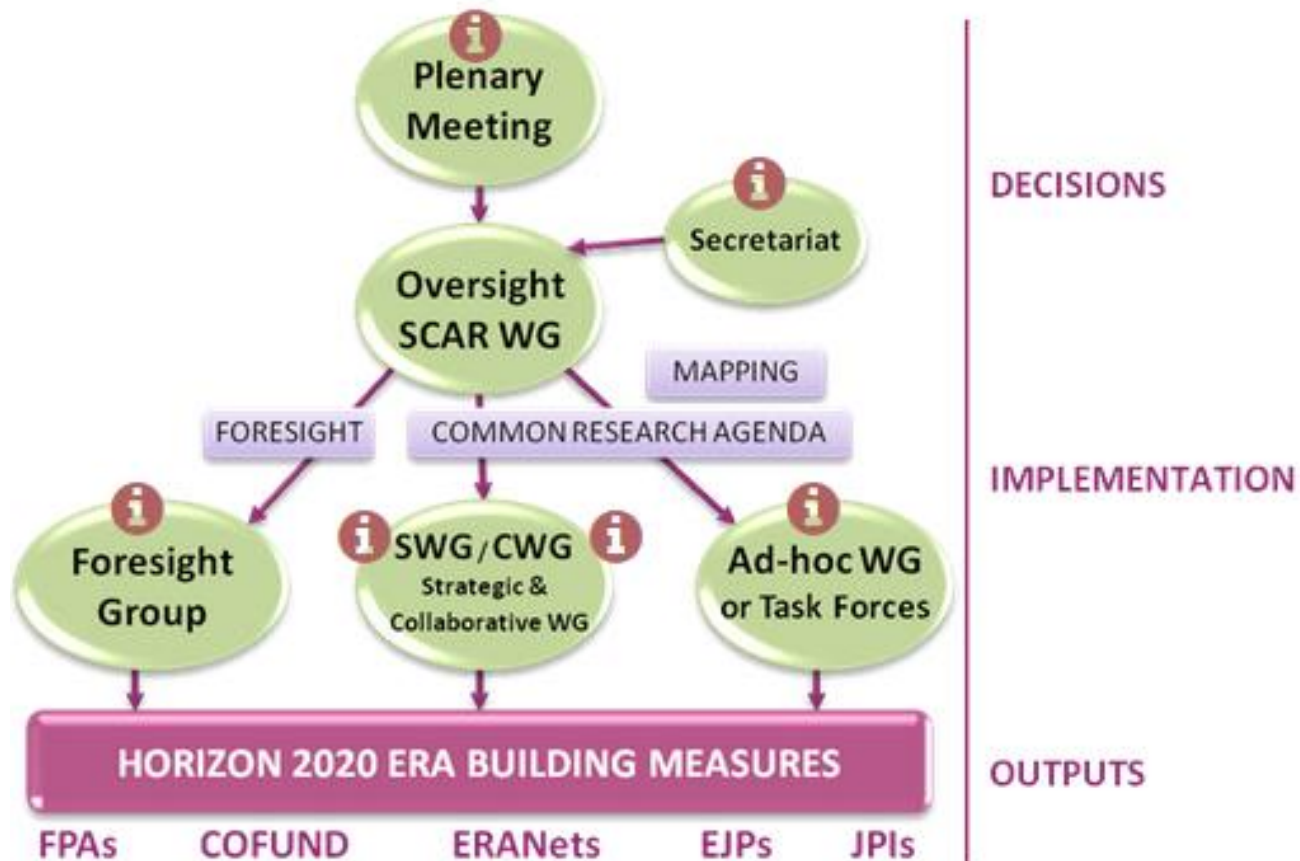 i
Plenary
Meeting
DECISIONS
i
Secretariat
Oversight
SCAR WG
MAPPING
FORESIGHT
COMMON RESEARCH AGENDA
IMPLEMENTATION
i
Foresight
Group
i
i
SWG / CWG
Strategic &
Collaborative WG
i
Ad-hoc WG
or Task Forces
HORIZON 2020 ERA BUILDING MEASURES
OUTPUTS
FPAs COFUND ERANets EJPs JPIs